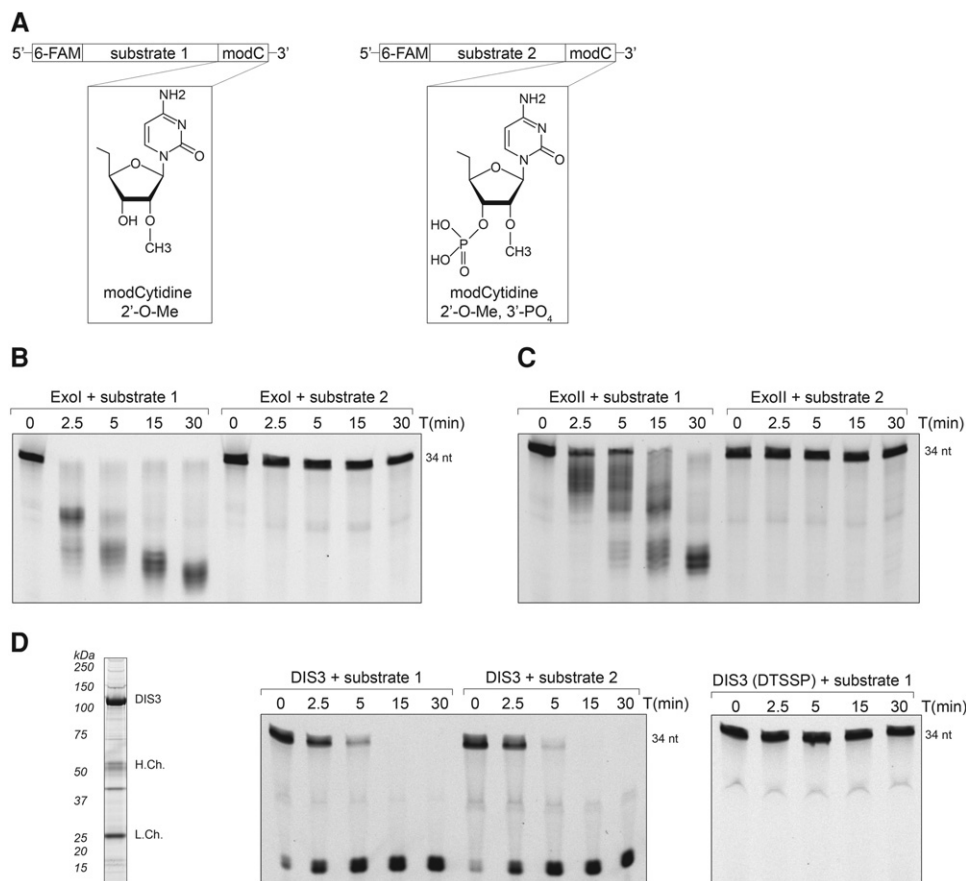 A
5'- 6-FAM substrate 1 modC -3'
5'- 6-FAM substrate 2 modC -3'
NH2
N
N
O
O
OH
O
CH3
modCytidine
2'-O-Me
NH2
N
N
O
O
HO
O
O
P
HO
O
CH3
modCytidine
2'-O-Me, 3'-PO4
B
ExoI + substrate 1
ExoI + substrate 2
0 2.5 5 15 30 0 2.5 5 15 30 T(min)
34 nt
C
ExoII + substrate 1
ExoII + substrate 2
0 2.5 5 15 30 0 2.5 5 15 30 T(min)
34 nt
D
kDa
250
150
100
75
50
37
25
20
15
DIS3
H.Ch.
L.Ch.
DIS3 + substrate 1
DIS3 + substrate 2
0 2.5 5 15 30 0 2.5 5 15 30 T(min)
34 nt
DIS3 (DTSSP) + substrate 1
0 2.5 5 15 30 T(min)
34 nt